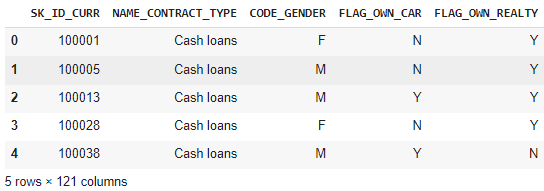 SK_ID_CURR NAME_CONTRACT_TYPE CODE_GENDER FLAG_OWN_CAR FLAG_OWN_REALTY
0 100001 Cash loans F N Y
1 100005 Cash loans M N Y
2 100013 Cash loans M Y Y
3 100028 Cash loans F N Y
4 100038 Cash loans M Y N
5 rows × 121 columns